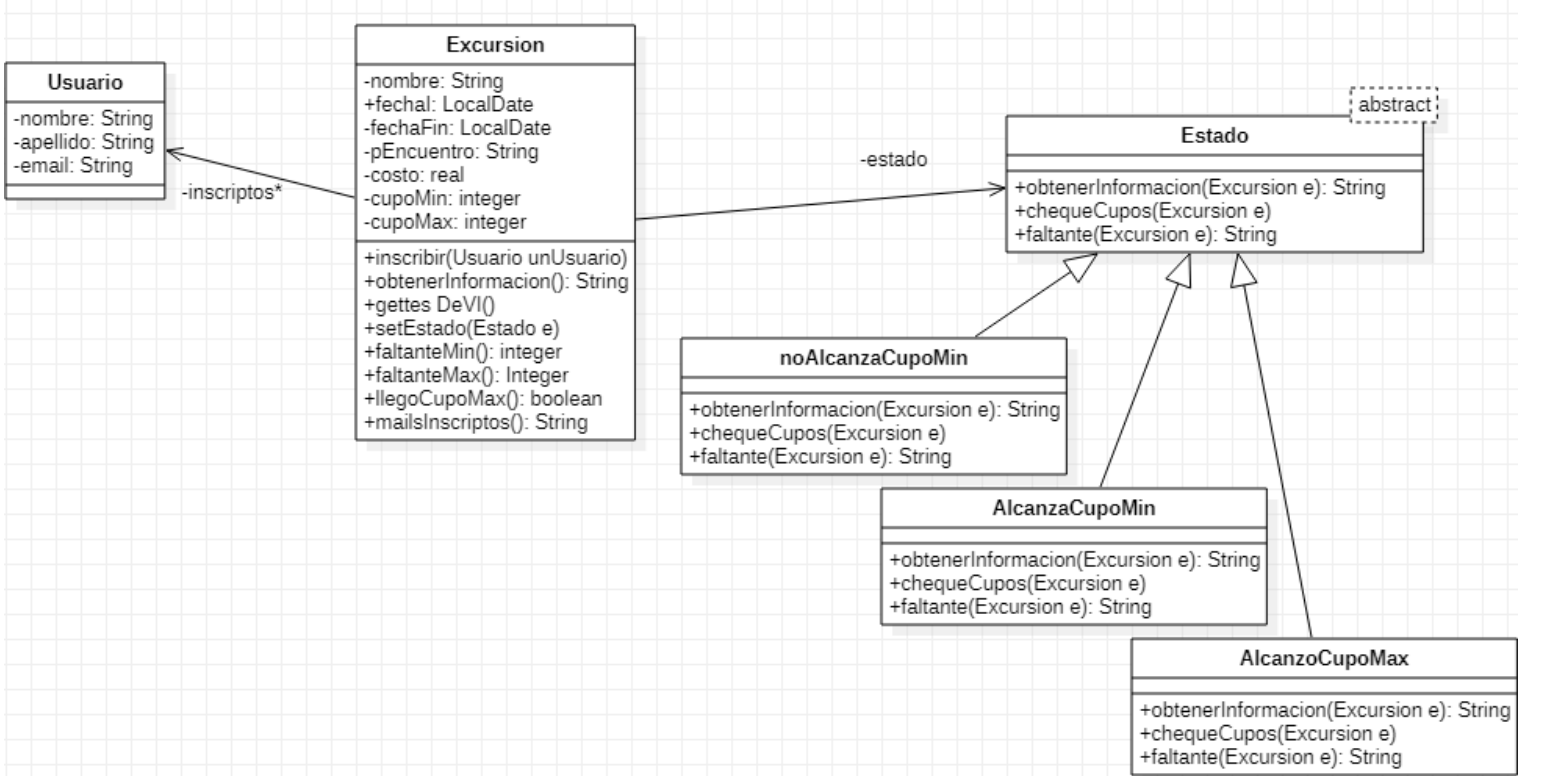 Usuario
-nombre: String
-apellido: String
-email: String
-inscriptos*
Excursion
-nombre: String
+fechaI: LocalDate
-fechaFin: LocalDate
-pEncuentro: String
-costo: real
-cupoMin: integer
-cupoMax: integer
+inscribir(Usuario unUsuario)
+obtenerInformacion(): String
+gettes DeVI()
+setEstado(Estado e)
+faltanteMin(): integer
+faltanteMax(): Integer
+llegoCupoMax(): boolean
+mailsInscriptos(): String
-estado
abstract
Estado
+obtenerInformacion(Excursion e): String
+chequeCupos(Excursion e)
+faltante(Excursion e): String
noAlcanzaCupoMin
+obtenerInformacion(Excursion e): String
+chequeCupos(Excursion e)
+faltante(Excursion e): String
AlcanzaCupoMin
+obtenerInformacion(Excursion e): String
+chequeCupos(Excursion e)
+faltante(Excursion e): String
AlcanzoCupoMax
+obtenerInformacion(Excursion e): String
+chequeCupos(Excursion e)
+faltante(Excursion e): String